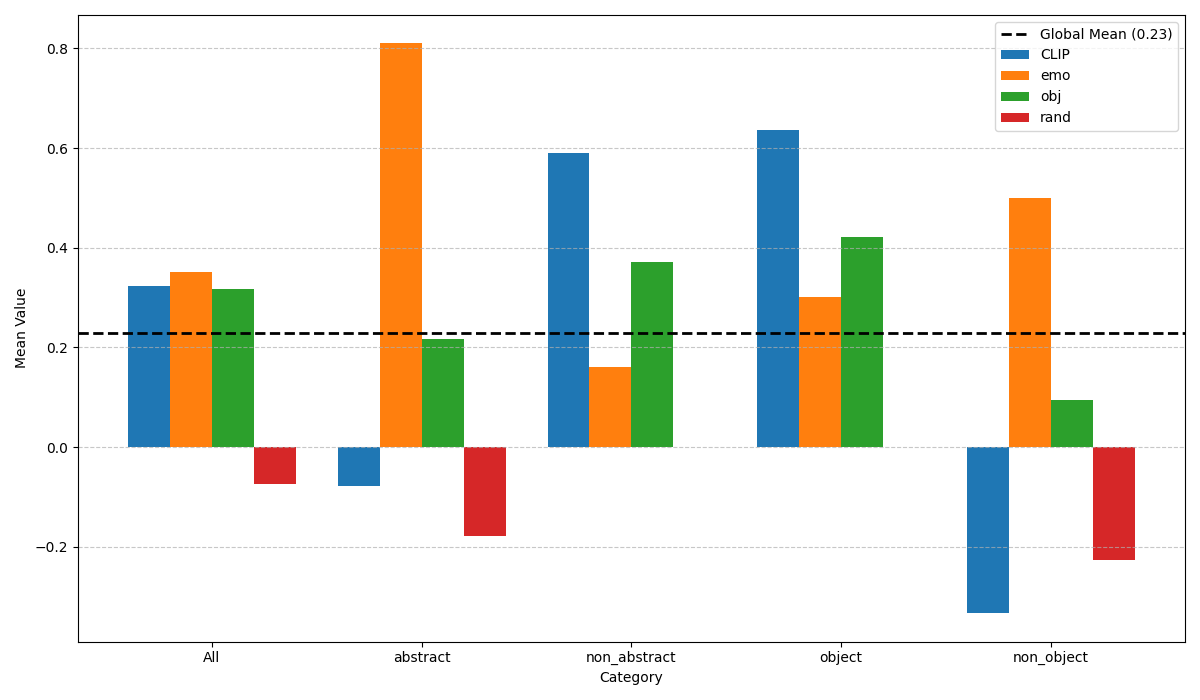 Global Mean (0.23)
CLIP
emo
obj
rand
Mean Value
0.8
0.6
0.4
0.2
0.0
−0.2
All abstract non_abstract object non_object
Category